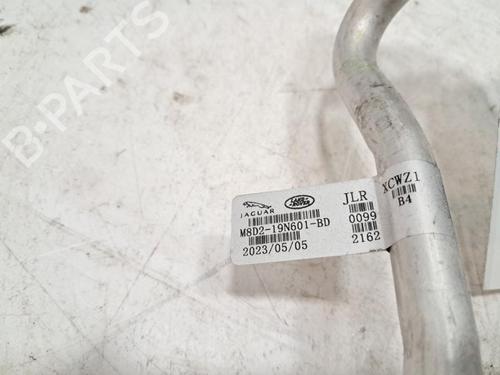 B-PARTS
JAGUAR
LAND ROVER
M8D2-19N601-BD
2023/05/05
JLR
0099
2162
XCWZ1
B4